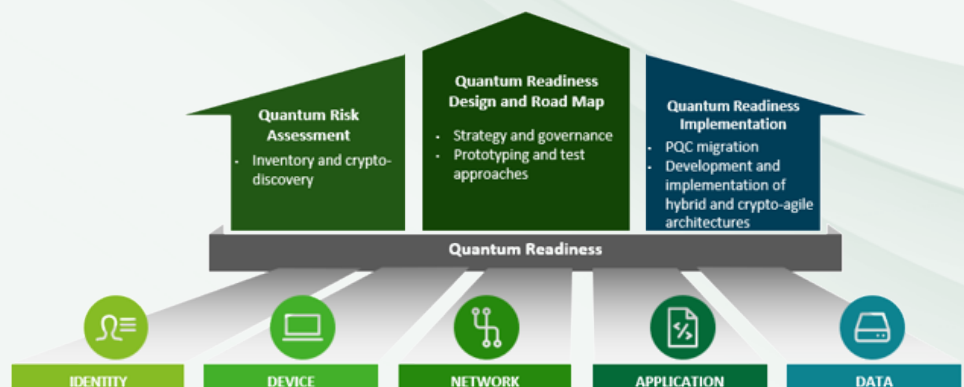 Quantum Risk
Assessment
· Inventory and crypto-
discovery
Quantum Readiness
Design and Road Map
· Strategy and governance
· Prototyping and test
approaches
Quantum Readiness
Implementation
· PQC migration
· Development and
implementation of
hybrid and crypto-agile
architectures
Quantum Readiness
IDENTITY
DEVICE
NETWORK
APPLICATION
DATA